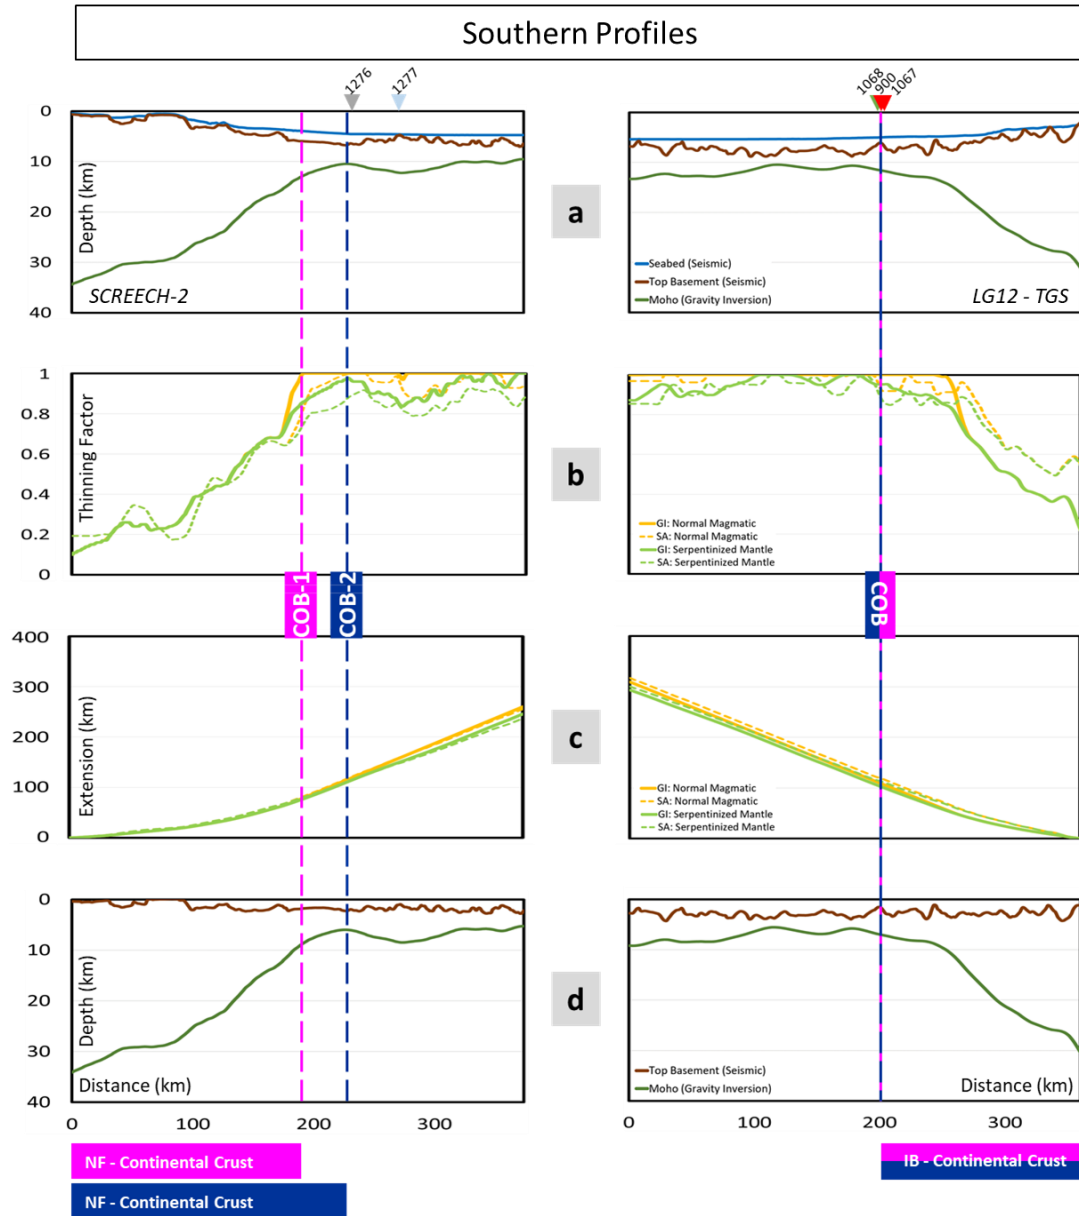 Southern Profiles
1276
1277
1068
900
1067
0
10
20
30
40
Depth (km)
SCREECH-2
a
Seabed (Seismic)
Top Basement (Seismic)
Moho (Gravity Inversion)
LG12 - TGS
1
0.8
0.6
0.4
0.2
0
Thinning Factor
b
GI: Normal Magmatic
SA: Normal Magmatic
GI: Serpentinized Mantle
SA: Serpentinized Mantle
COB-1
COB-2
COB
400
300
200
100
0
Extension (km)
c
GI: Normal Magmatic
SA: Normal Magmatic
GI: Serpentinized Mantle
SA: Serpentinized Mantle
0
10
20
30
40
Depth (km)
Distance (km)
d
Top Basement (Seismic)
Moho (Gravity Inversion)
Distance (km)
0 100 200 300
0 100 200 300
NF - Continental Crust
IB - Continental Crust
NF - Continental Crust